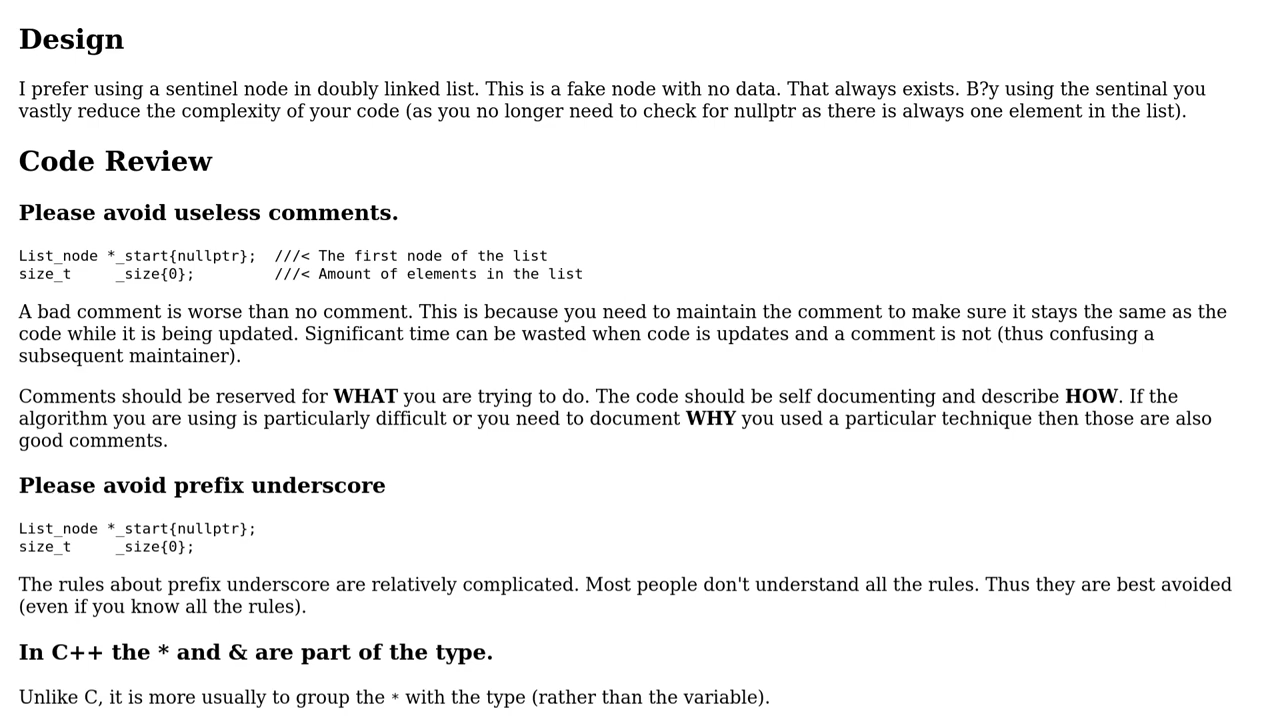 Design
I prefer using a sentinel node in doubly linked list. This is a fake node with no data. That always exists. B?y using the sentinal you
vastly reduce the complexity of your code (as you no longer need to check for nullptr as there is always one element in the list).
Code Review
Please avoid useless comments.
List_node *_start{nullptr};  ///< The first node of the list
size_t     _size{0};         ///< Amount of elements in the list
A bad comment is worse than no comment. This is because you need to maintain the comment to make sure it stays the same as the
code while it is being updated. Significant time can be wasted when code is updates and a comment is not (thus confusing a
subsequent maintainer).
Comments should be reserved for WHAT you are trying to do. The code should be self documenting and describe HOW. If the
algorithm you are using is particularly difficult or you need to document WHY you used a particular technique then those are also
good comments.
Please avoid prefix underscore
List_node *_start{nullptr};
size_t     _size{0};
The rules about prefix underscore are relatively complicated. Most people don't understand all the rules. Thus they are best avoided
(even if you know all the rules).
In C++ the * and & are part of the type.
Unlike C, it is more usually to group the * with the type (rather than the variable).